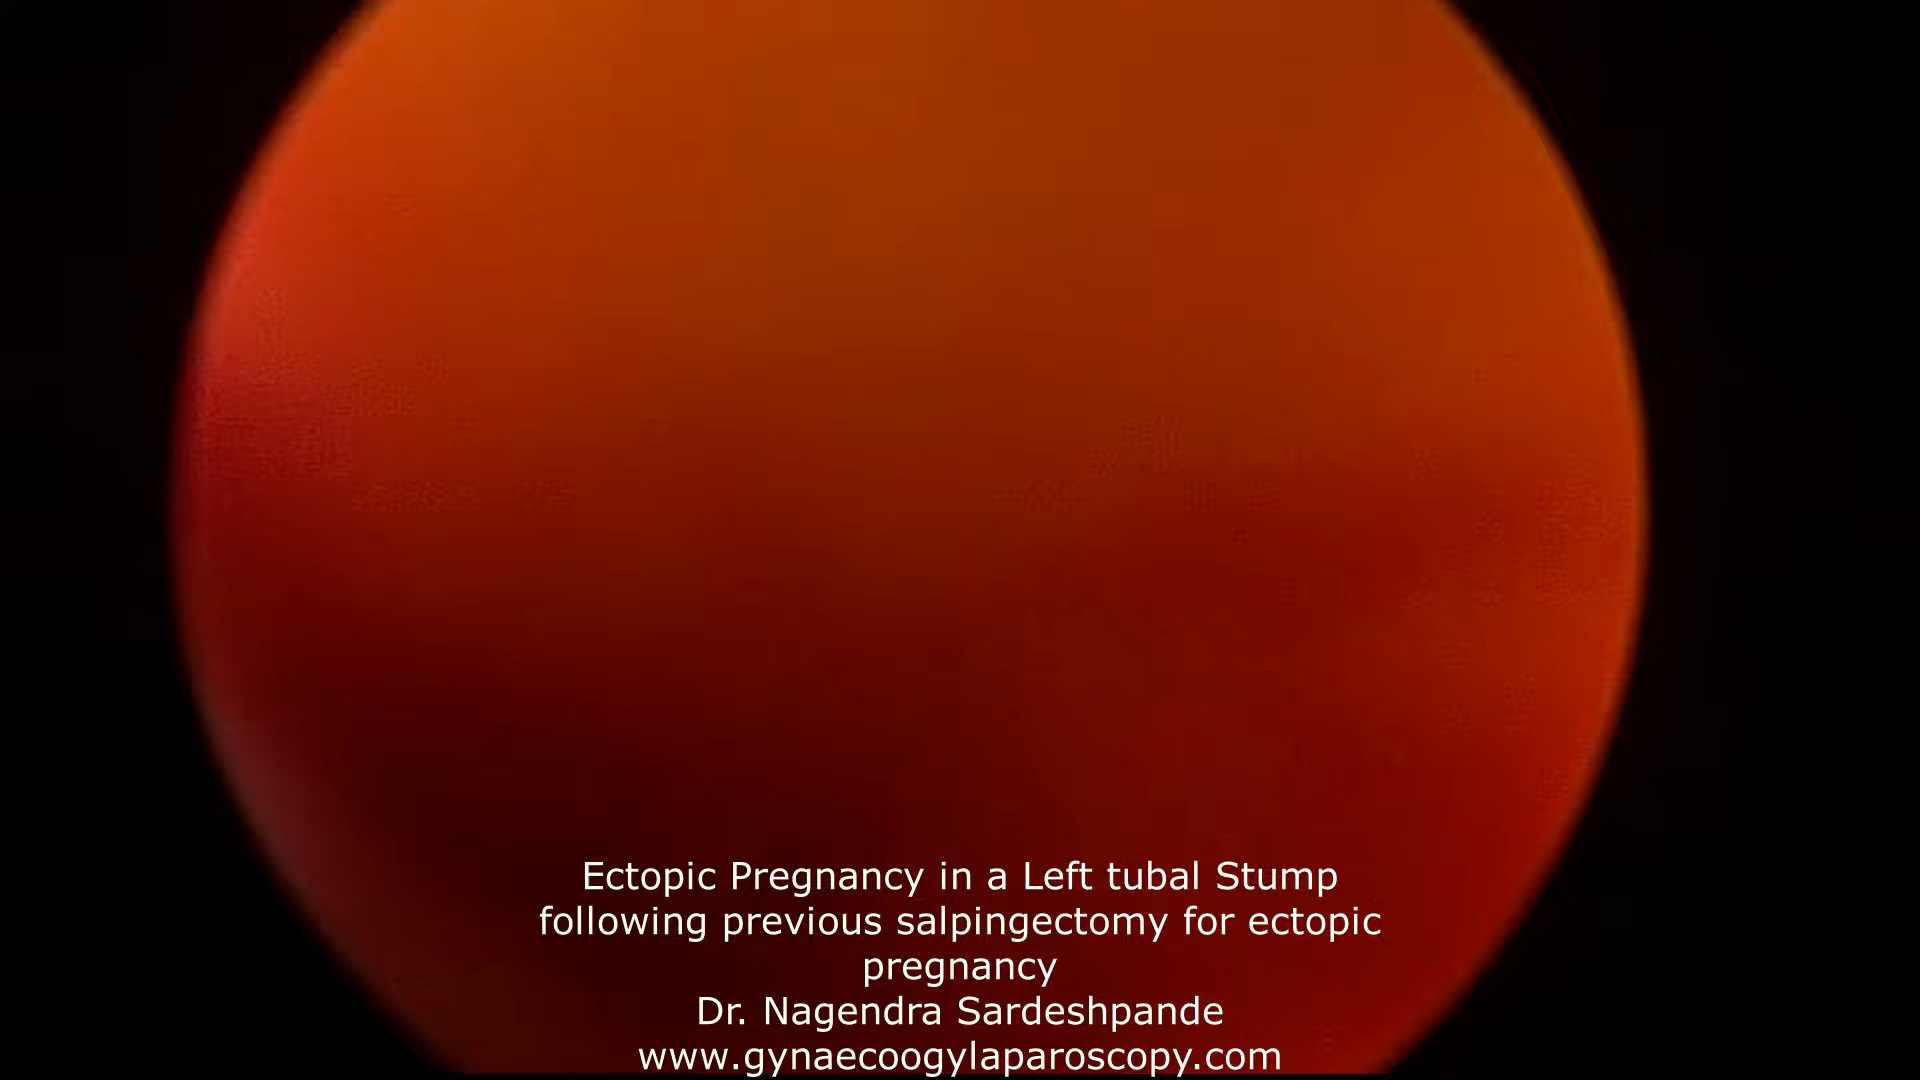 Ectopic Pregnancy in a Left tubal Stump
following previous salpingectomy for ectopic
pregnancy
Dr. Nagendra Sardeshpande
www.gynaecoogylaparoscopy.com